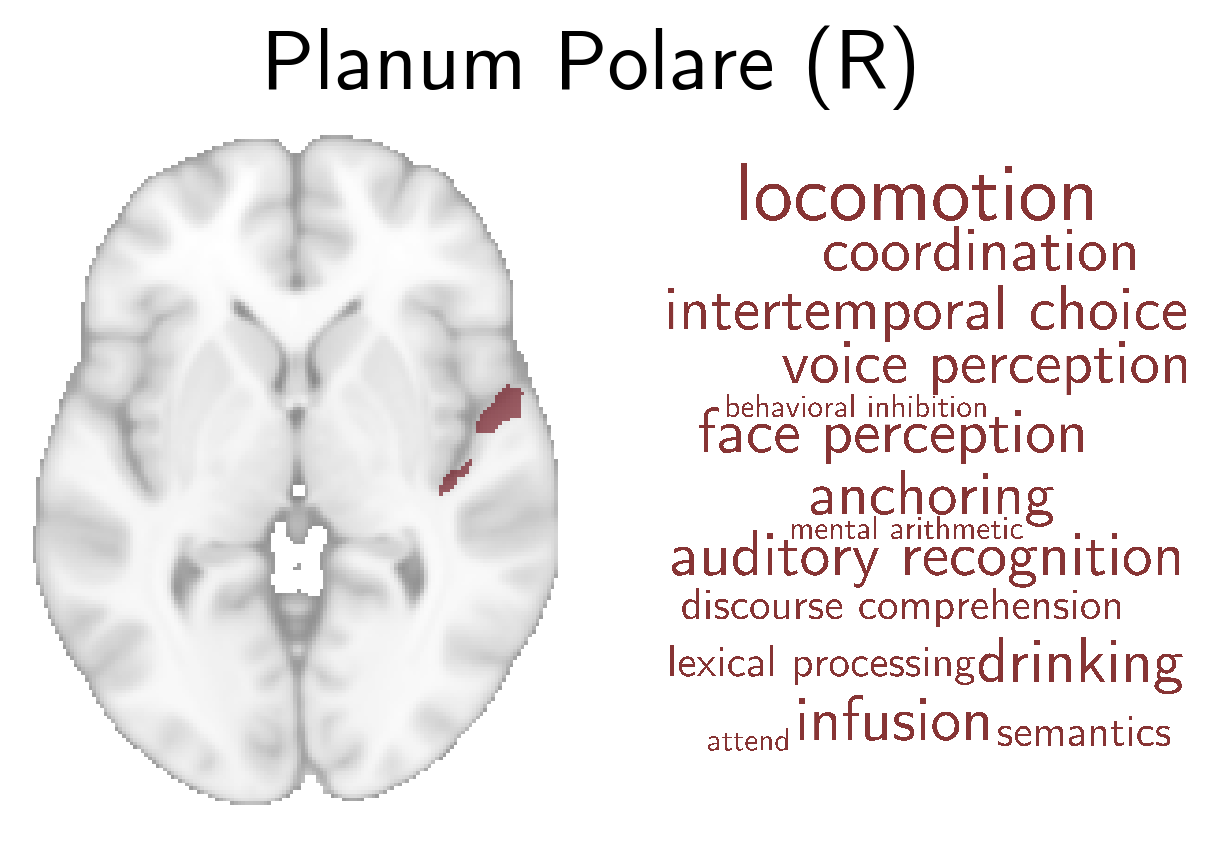 Planum Polare (R)
locomotion
coordination
intertemporal choice
voice perception
behavioral inhibition
face perception
anchoring
mental arithmetic
auditory recognition
discourse comprehension
lexical processing drinking
attend infusion semantics